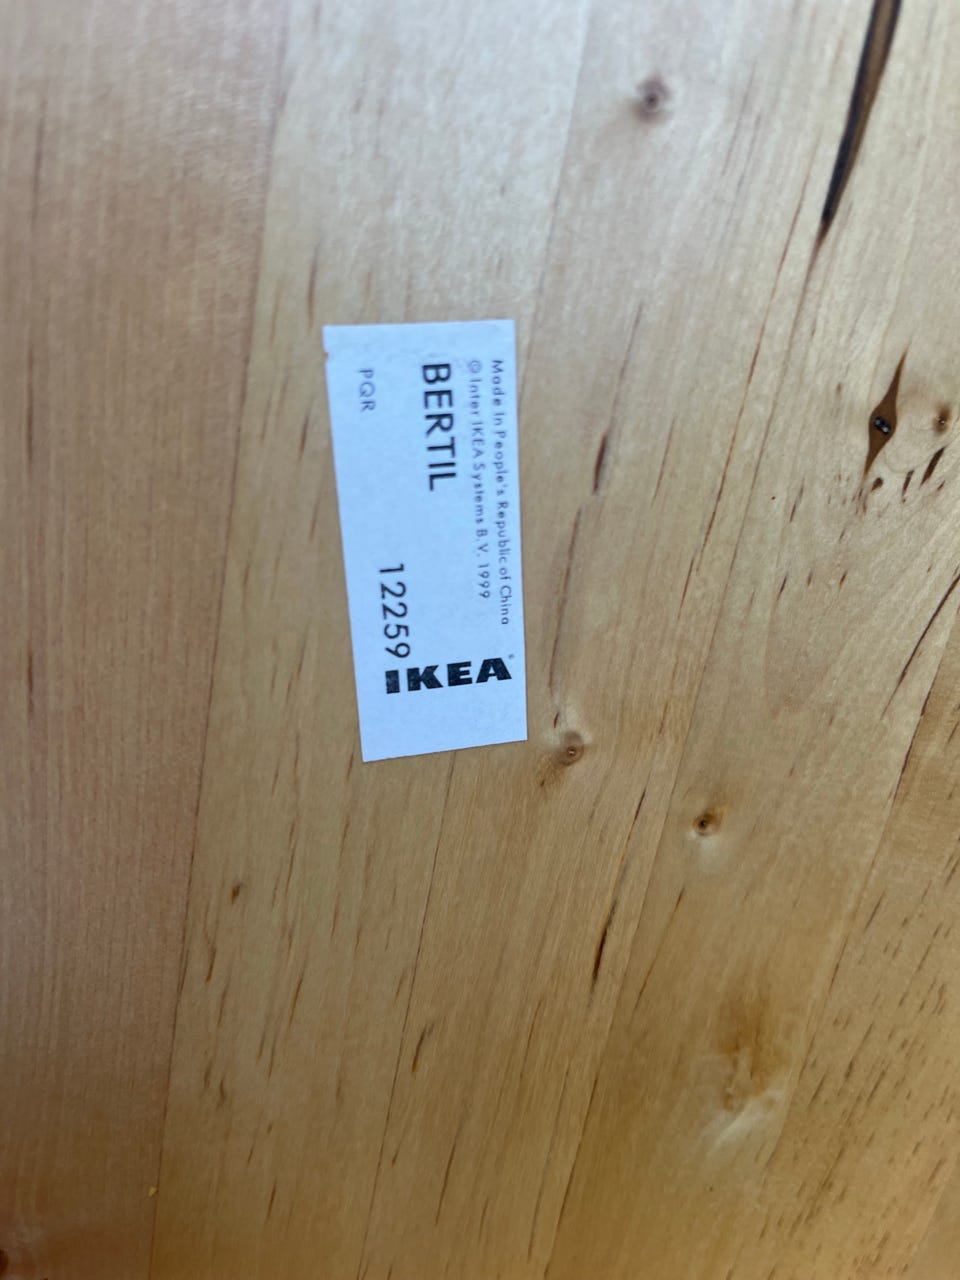 Made in People's Republic of China
© Inter IKEA Systems B.V. 1999
BERTIL
12259
PQR
IKEA®